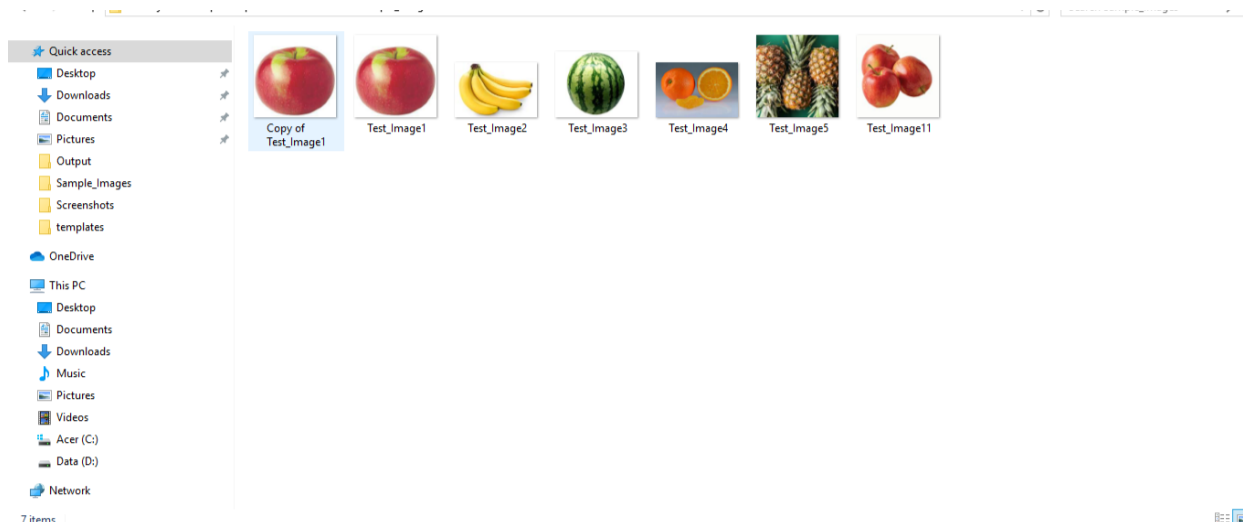 Quick access
Desktop
Downloads
Documents
Pictures
Output
Sample_Images
Screenshots
templates
OneDrive
This PC
Desktop
Documents
Downloads
Music
Pictures
Videos
Acer (C:)
Data (D:)
Network
Copy of
Test_Image1
Test_Image1
Test_Image2
Test_Image3
Test_Image4
Test_Image5
Test_Image11
7 items